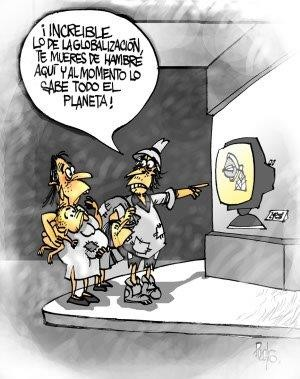 ¡INCREIBLE
LO DE LA GLOBALIZACIÓN,
TE MUERES DE HAMBRE
AQUÍ Y AL MOMENTO LO
SABE TODO EL
PLANETA!